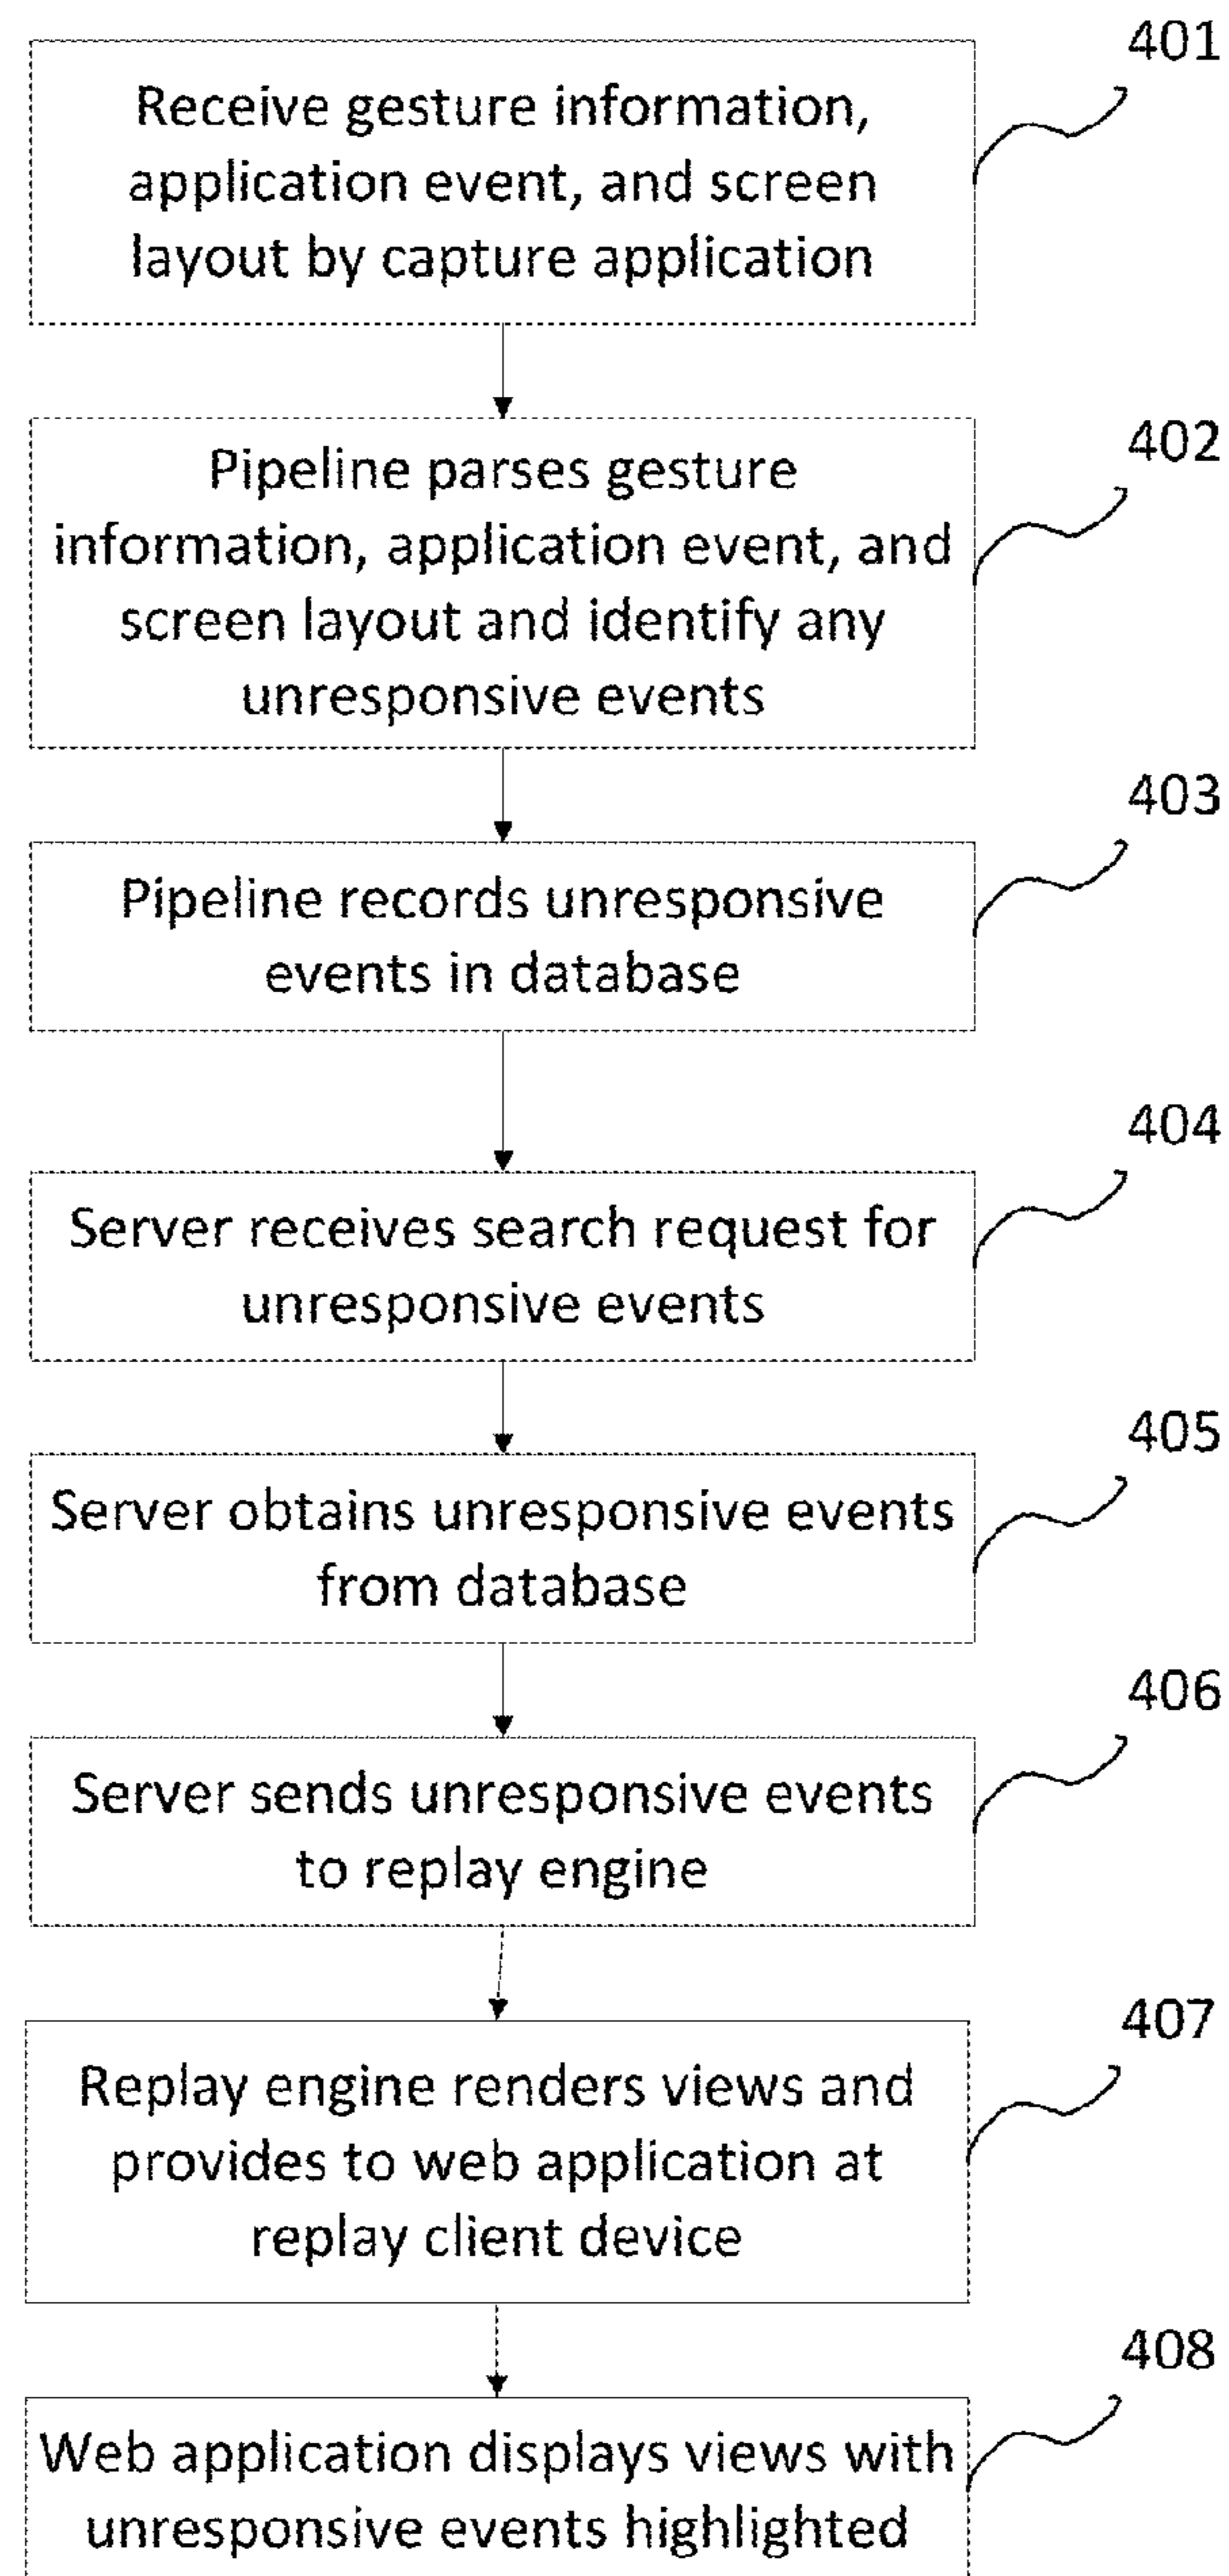 401
Receive gesture information,
application event, and screen
layout by capture application
402
Pipeline parses gesture
information, application event, and
screen layout and identify any
unresponsive events
403
Pipeline records unresponsive
events in database
404
Server receives search request for
unresponsive events
405
Server obtains unresponsive events
from database
406
Server sends unresponsive events
to replay engine
407
Replay engine renders views and
provides to web application at
replay client device
408
Web application displays views with
unresponsive events highlighted